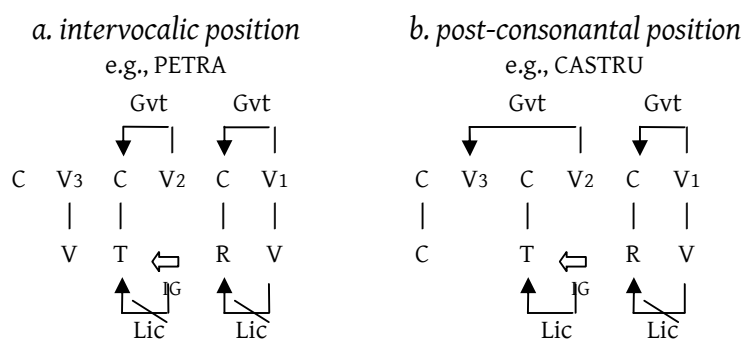 a. intervocalic position b. post-consonantal position
e.g., PETRA e.g., CASTRU
Gvt Gvt Gvt Gvt
C V3 C V2 C V1 C V3 C V2 C V1
V T R V C T R V
IG IG
Lic Lic Lic Lic